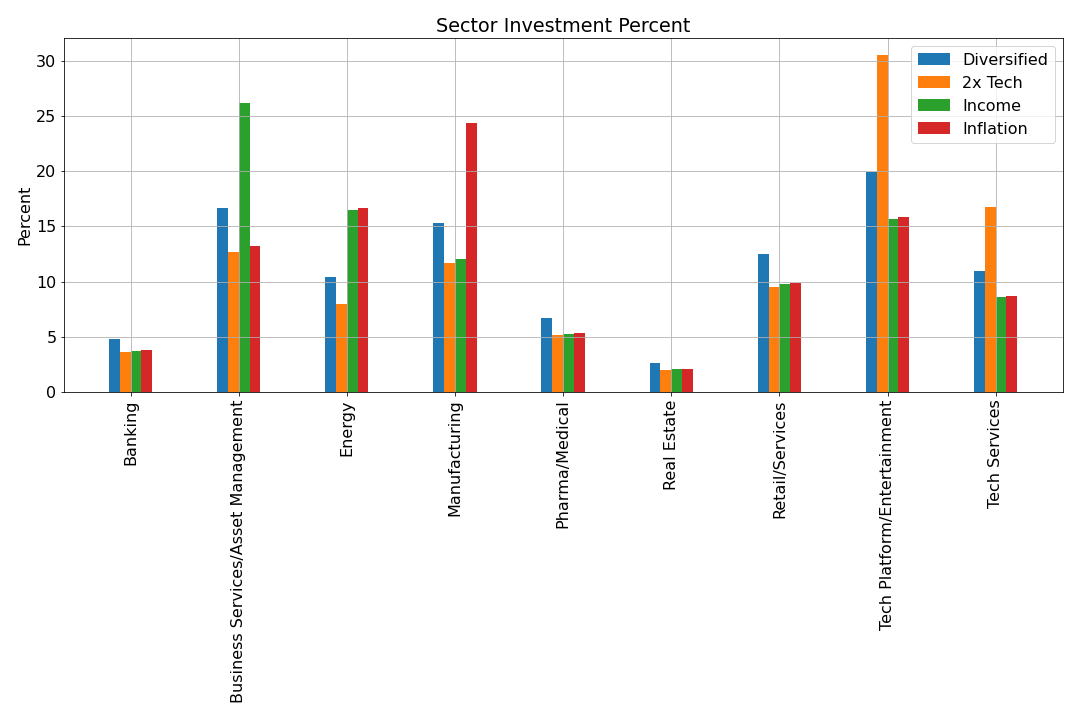 Sector Investment Percent
Diversified
2x Tech
Income
Inflation
Percent
30
25
20
15
10
5
0
Banking
Business Services/Asset Management
Energy
Manufacturing
Pharma/Medical
Real Estate
Retail/Services
Tech Platform/Entertainment
Tech Services